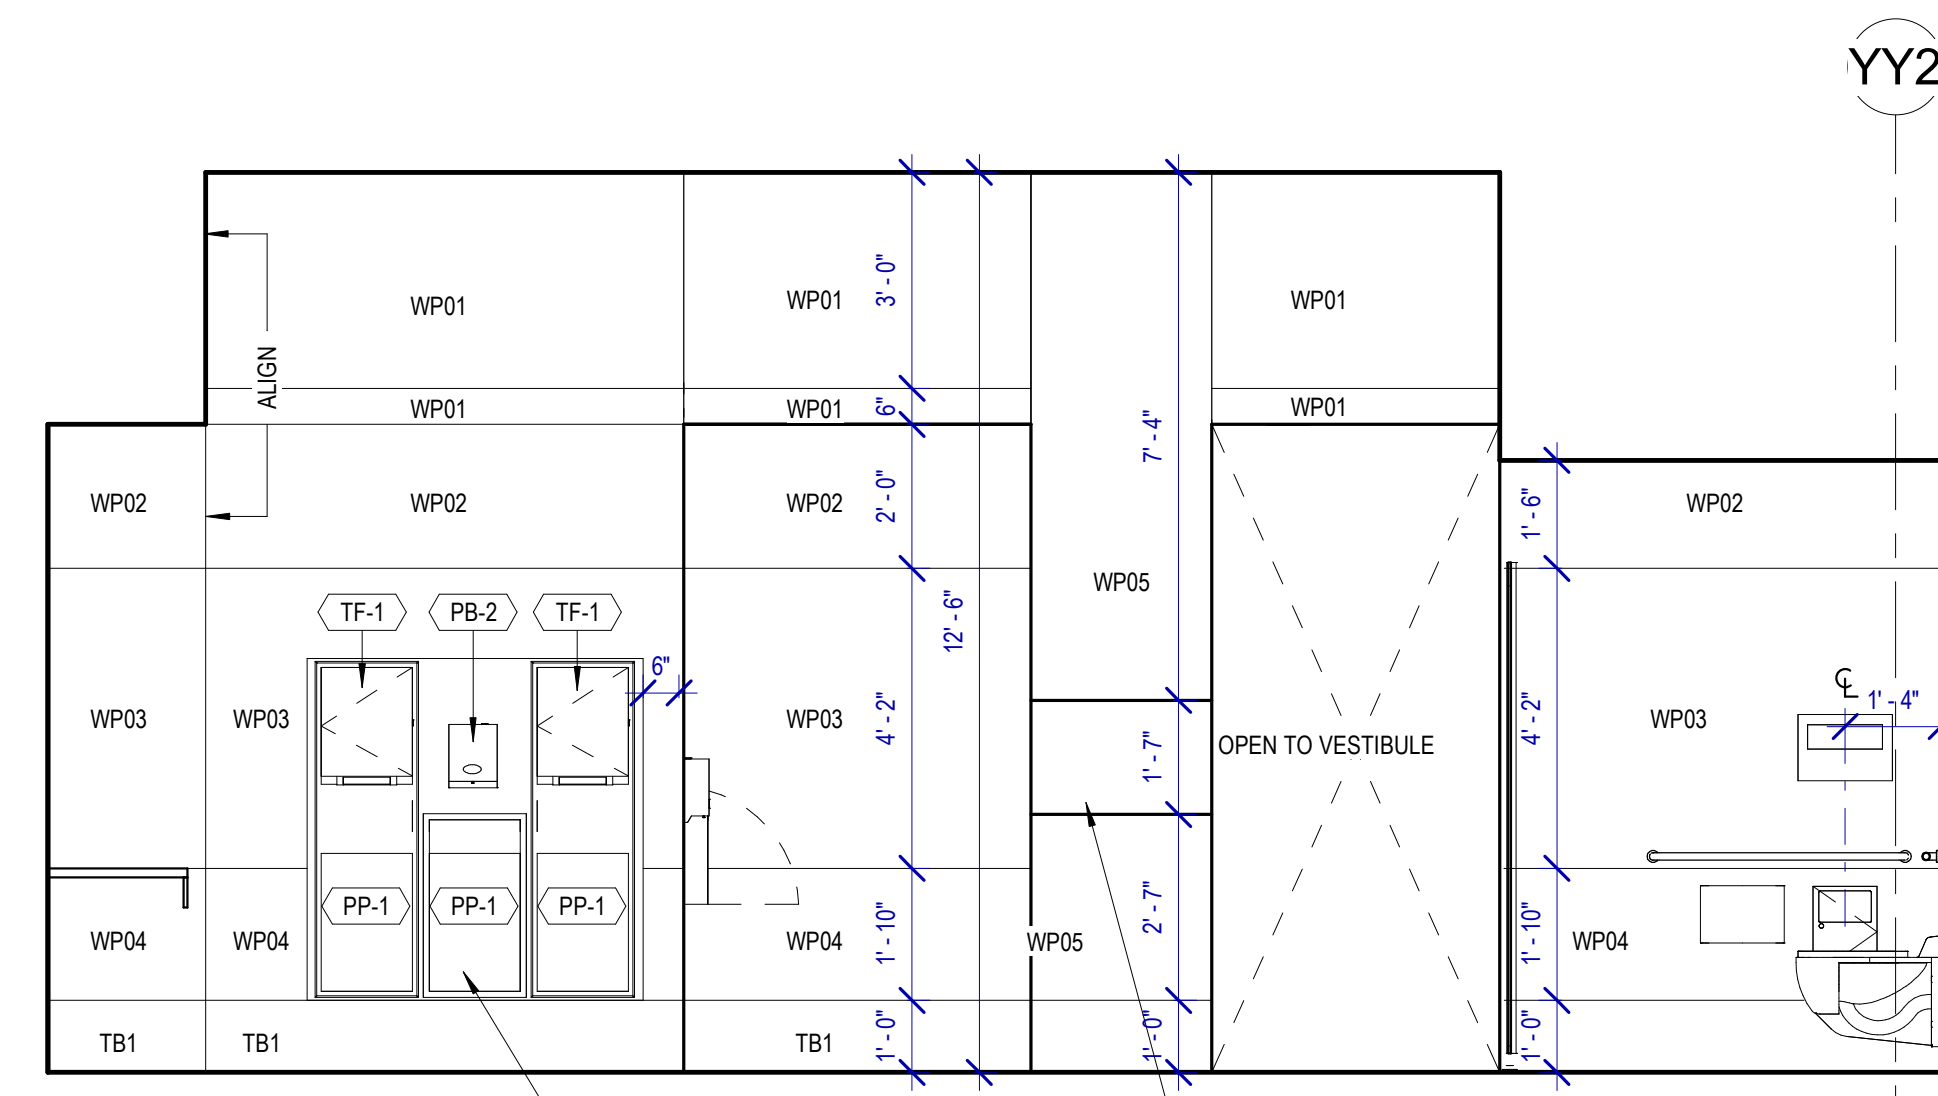 YY2
WP01
WP01
3' - 0"
WP01
ALIGN
WP01
WP01
6"
WP01
7' - 4"
WP02
WP02
WP02
2' - 0"
1' - 6"
WP02
WP05
TF-1
PB-2
TF-1
12' - 6"
6"
WP03
WP03
WP03
4' - 2"
1' - 7"
OPEN TO VESTIBULE
4' - 2"
WP03
℄
1' - 4"
PP-1
PP-1
PP-1
WP04
WP04
WP04
1' - 10"
WP05
2' - 7"
1' - 10"
WP04
TB1
TB1
TB1
1' - 0"
1' - 0"
1' - 0"